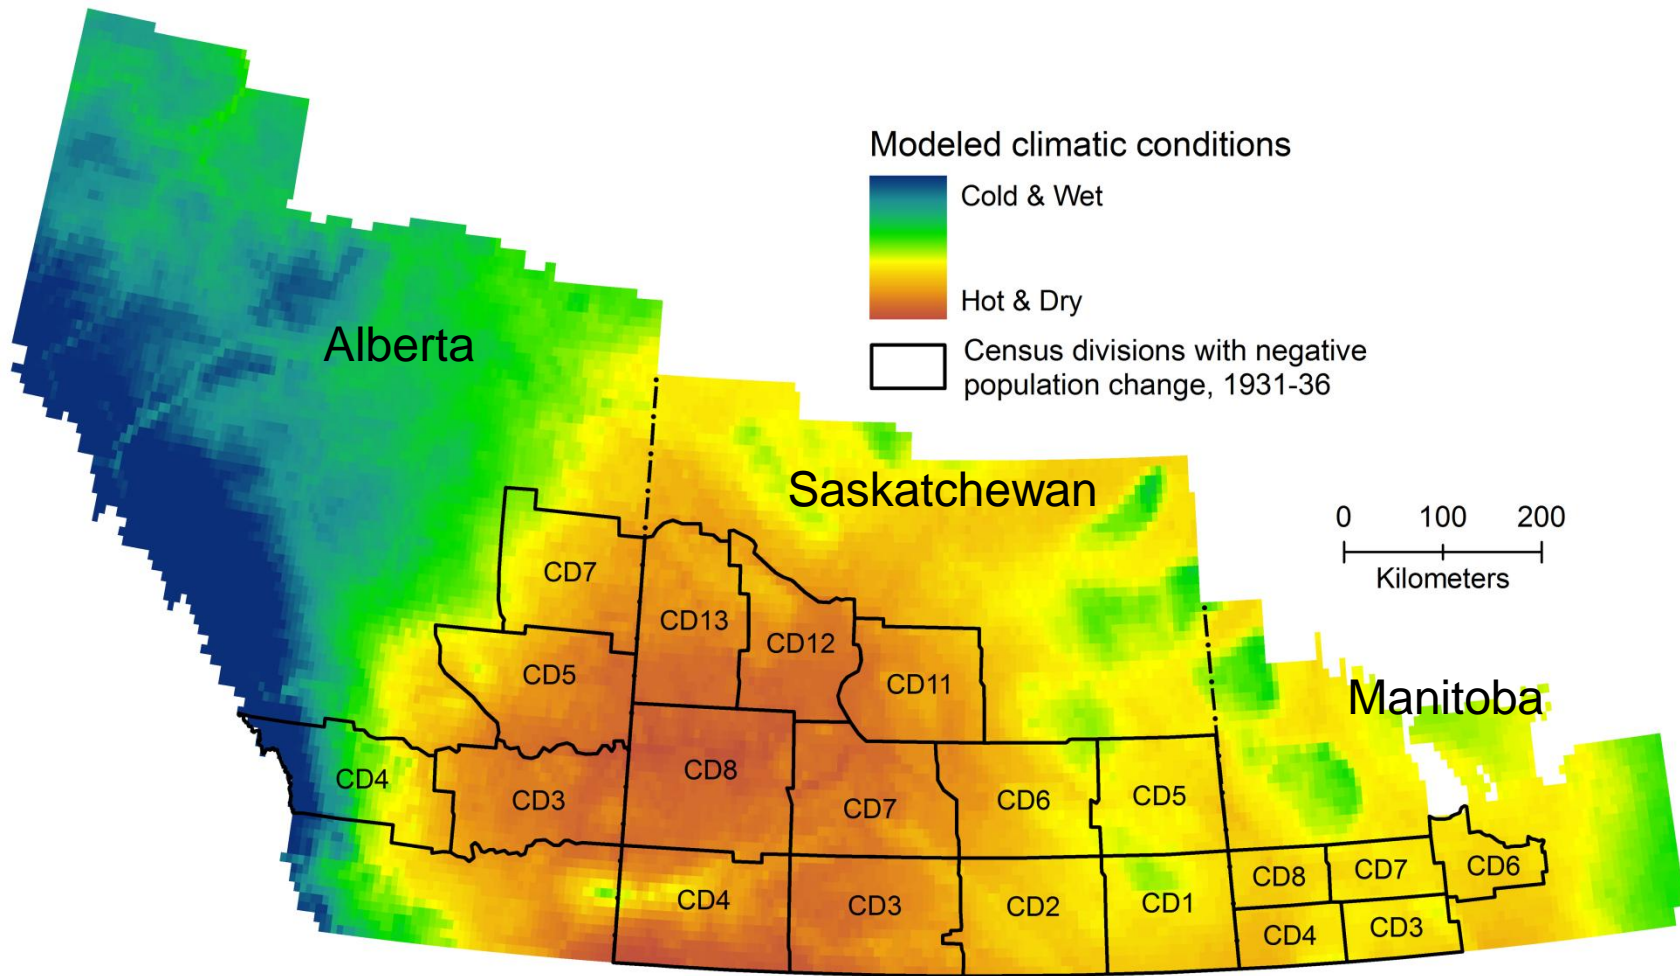 Modeled climatic conditions
Cold & Wet
Hot & Dry
Census divisions with negative
population change, 1931-36
Alberta
Saskatchewan
Manitoba
0 100 200
Kilometers
CD7
CD13
CD12
CD5
CD11
CD4
CD3
CD8
CD7
CD6
CD5
CD4
CD3
CD2
CD1
CD8
CD7
CD6
CD4
CD3